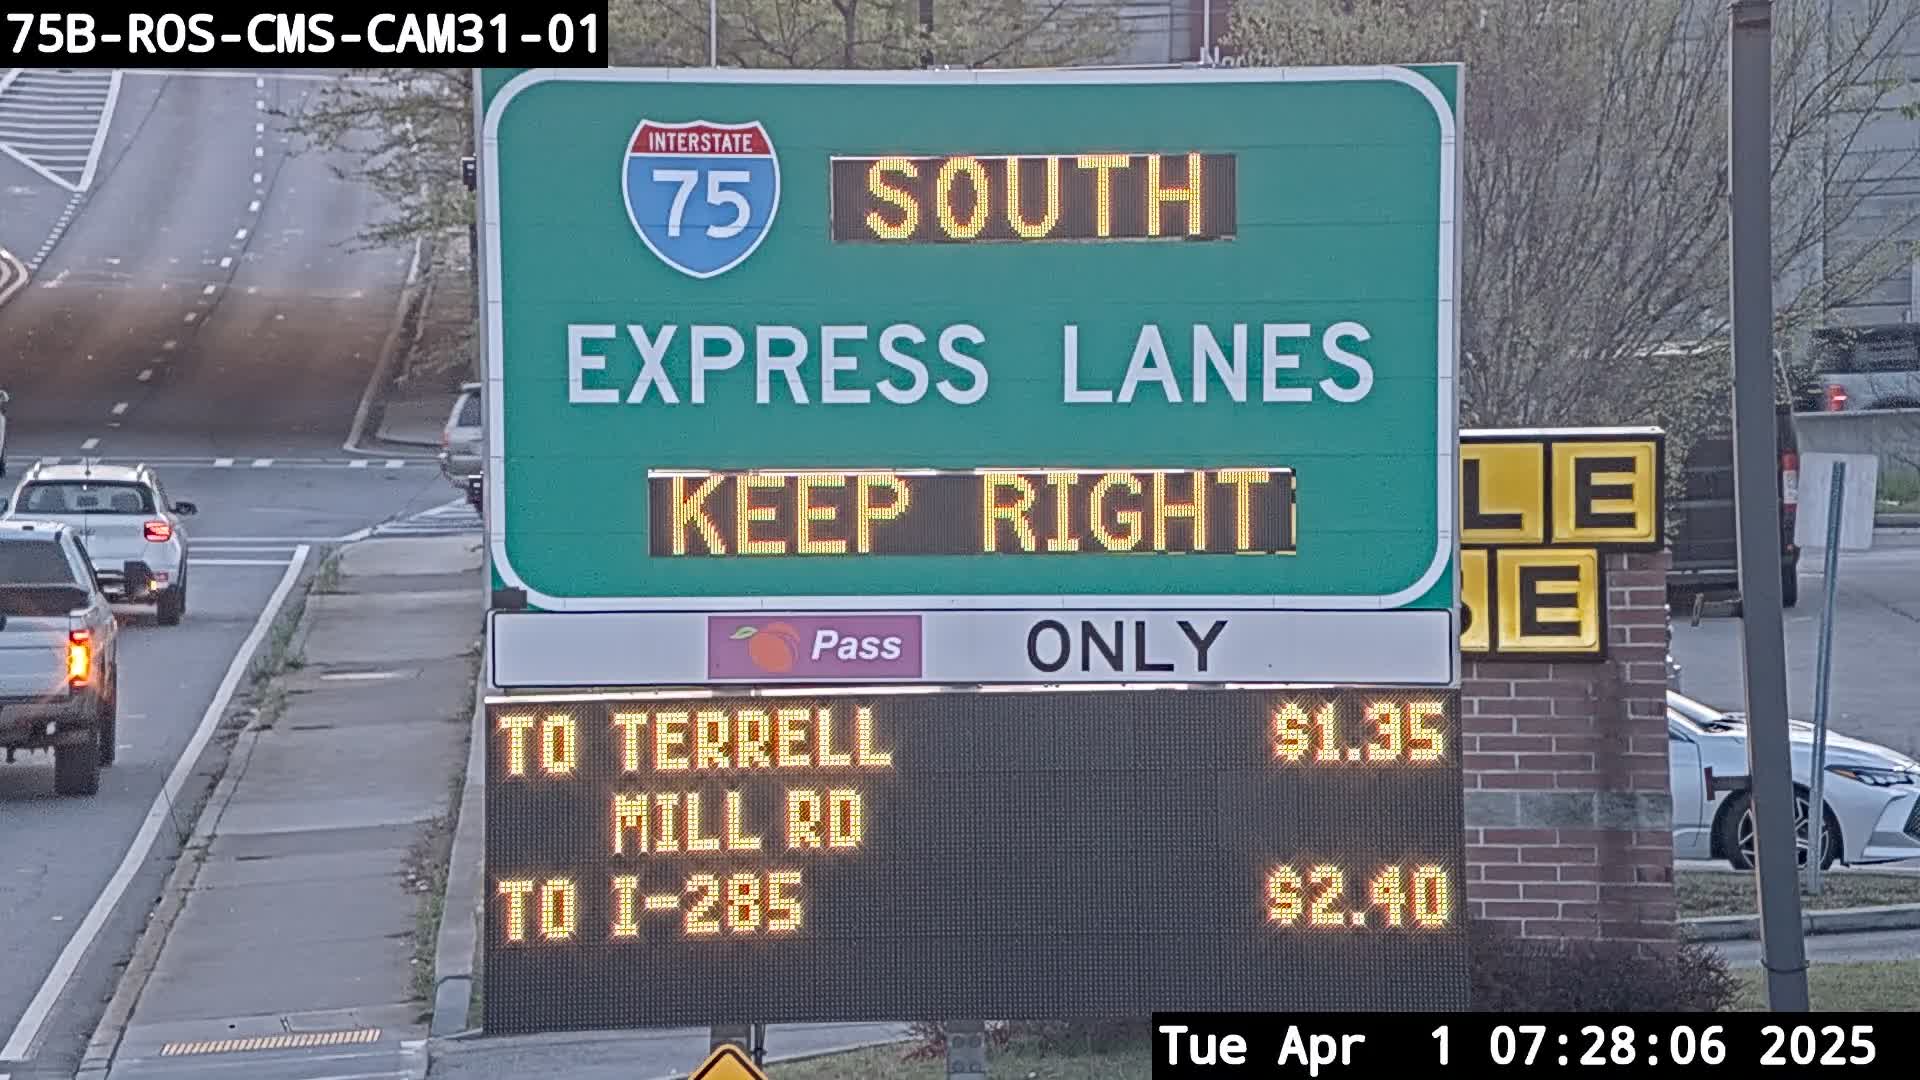 75B-ROS-CMS-CAM31-01
INTERSTATE
75
SOUTH
EXPRESS LANES
KEEP RIGHT
Pass ONLY
TO TERRELL $1.35
MILL RD
TO I-285 $2.40
LE
E
Tue Apr 1 07:28:06 2025